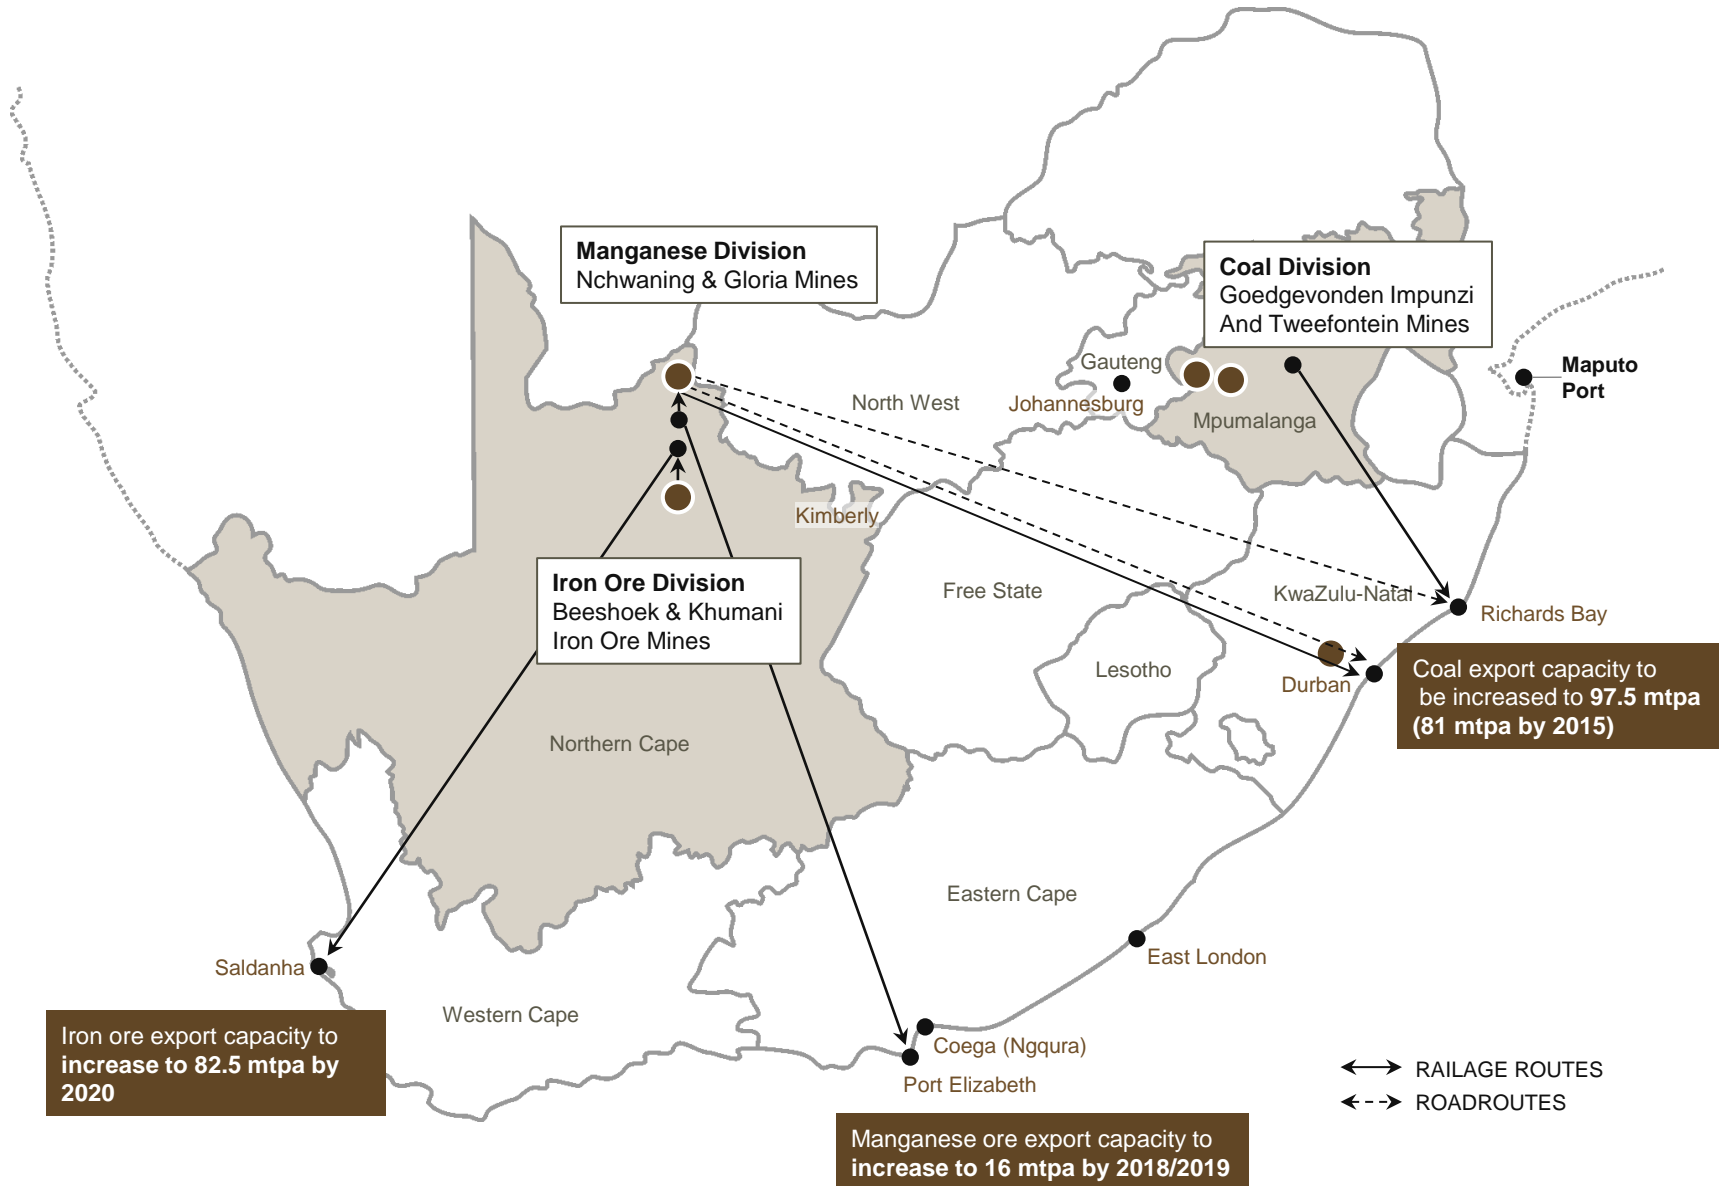 Manganese Division
Nchwaning & Gloria Mines
Coal Division
Goedgevonden Impunzi
And Tweefontein Mines
Gauteng
Johannesburg
North West
Mpumalanga
Maputo
Port
Kimberly
Iron Ore Division
Beeshoek & Khumani
Iron Ore Mines
Free State
KwaZulu-Natal
Richards Bay
Lesotho
Durban
Coal export capacity to
be increased to 97.5 mtpa
(81 mtpa by 2015)
Northern Cape
Eastern Cape
East London
Saldanha
Western Cape
Iron ore export capacity to
increase to 82.5 mtpa by
2020
Coega (Ngqura)
Port Elizabeth
RAILAGE ROUTES
ROADROUTES
Manganese ore export capacity to
increase to 16 mtpa by 2018/2019